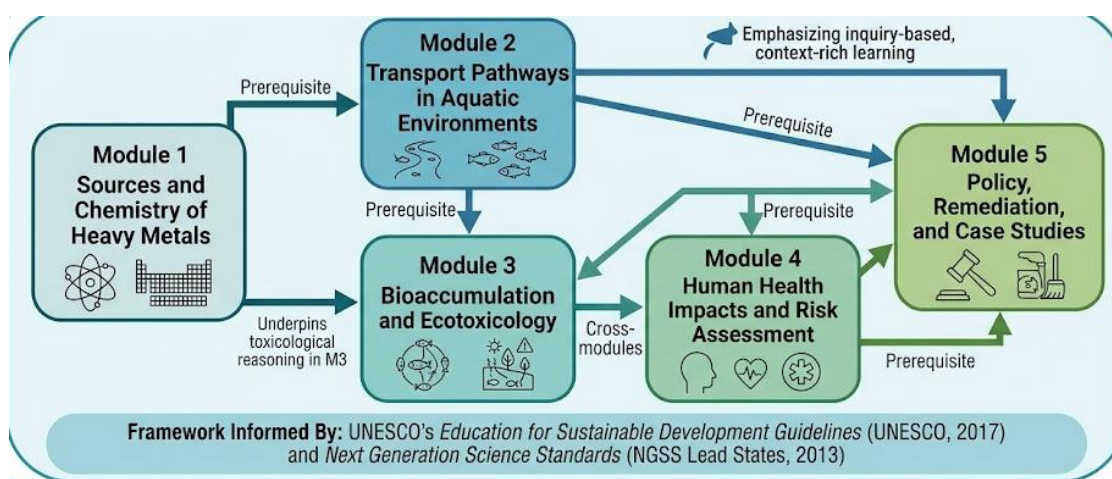 Module 1
Sources and
Chemistry of
Heavy Metals
Prerequisite
Module 2
Transport Pathways
in Aquatic
Environments
Emphasizing inquiry-based,
context-rich learning
Prerequisite
Prerequisite
Underpins
toxicological
reasoning in M3
Module 3
Bioaccumulation
and Ecotoxicology
Cross-
modules
Prerequisite
Module 4
Human Health
Impacts and Risk
Assessment
Prerequisite
Module 5
Policy,
Remediation,
and Case Studies
Framework Informed By: UNESCO's Education for Sustainable Development Guidelines (UNESCO, 2017)
and Next Generation Science Standards (NGSS Lead States, 2013)